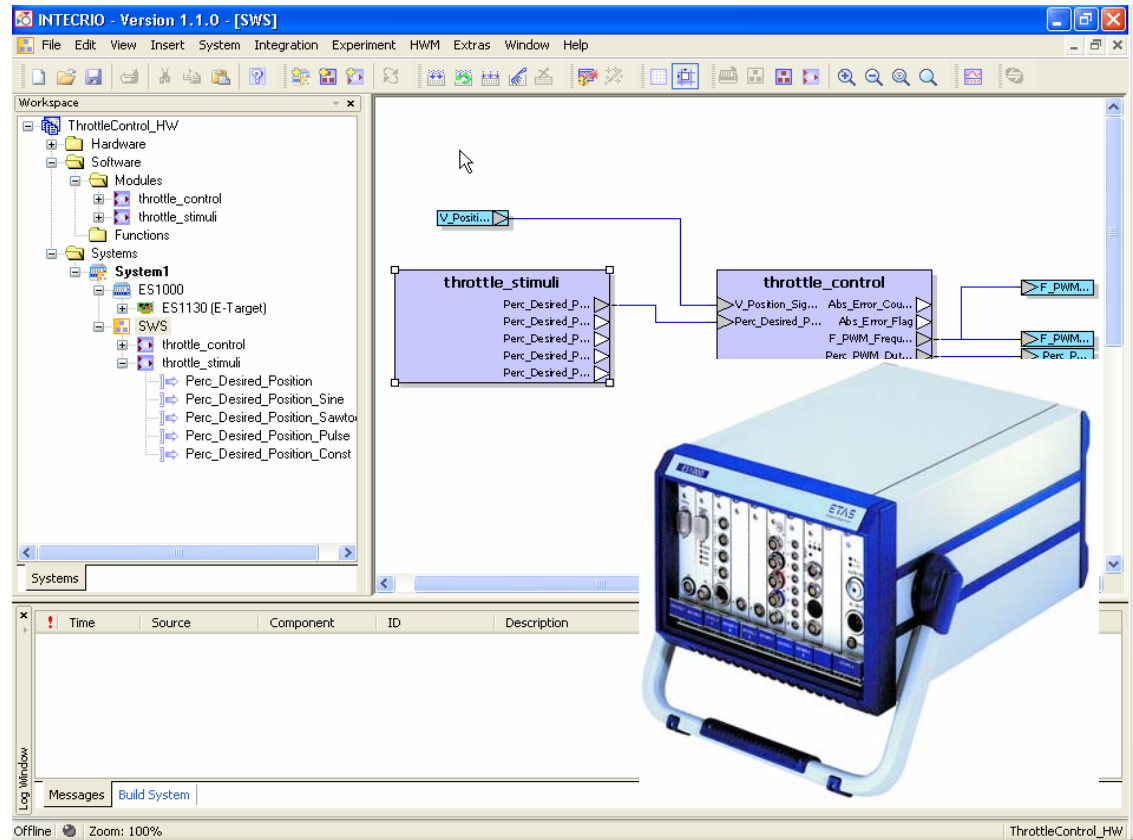 INTECRIO - Version 1.1.0 - [SWS]
File Edit View Insert System Integration Experiment HWM Extras Window Help
Workspace
ThrottleControl_HW
Hardware
Software
Modules
throttle_control
throttle_stimuli
Functions
Systems
System1
ES1000
ES1130 (E-Target)
SWS
throttle_control
throttle_stimuli
Perc_Desired_Position
Perc_Desired_Position_Sine
Perc_Desired_Position_Sawto
Perc_Desired_Position_Pulse
Perc_Desired_Position_Const
Systems
V_Positi...
throttle_stimuli
Perc_Desired_P...
Perc_Desired_P...
Perc_Desired_P...
Perc_Desired_P...
Perc_Desired_P...
throttle_control
V_Position_Sig... Abs_Error_Cou...
Perc_Desired_P... Abs_Error_Flag
F_PWM_Frequ...
Perc_PWM_Dut...
F_PWM...
F_PWM...
Perc_P...
ES1000
ETAS
! Time Source Component ID Description
Log Window
Messages Build System
Offline Zoom: 100% ThrottleControl_HW